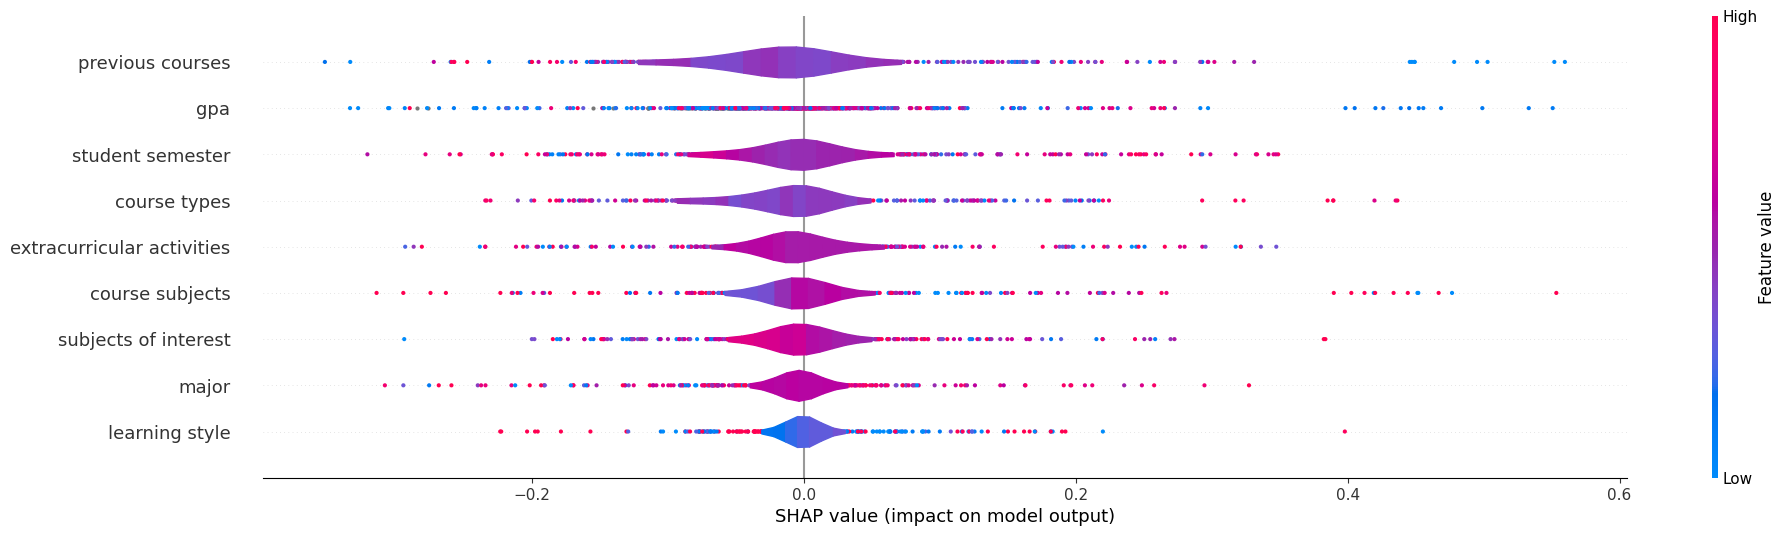 High
previous courses
gpa
student semester
course types
extracurricular activities
course subjects
subjects of interest
major
learning style
Feature value
Low
−0.2 0.0 0.2 0.4 0.6
SHAP value (impact on model output)